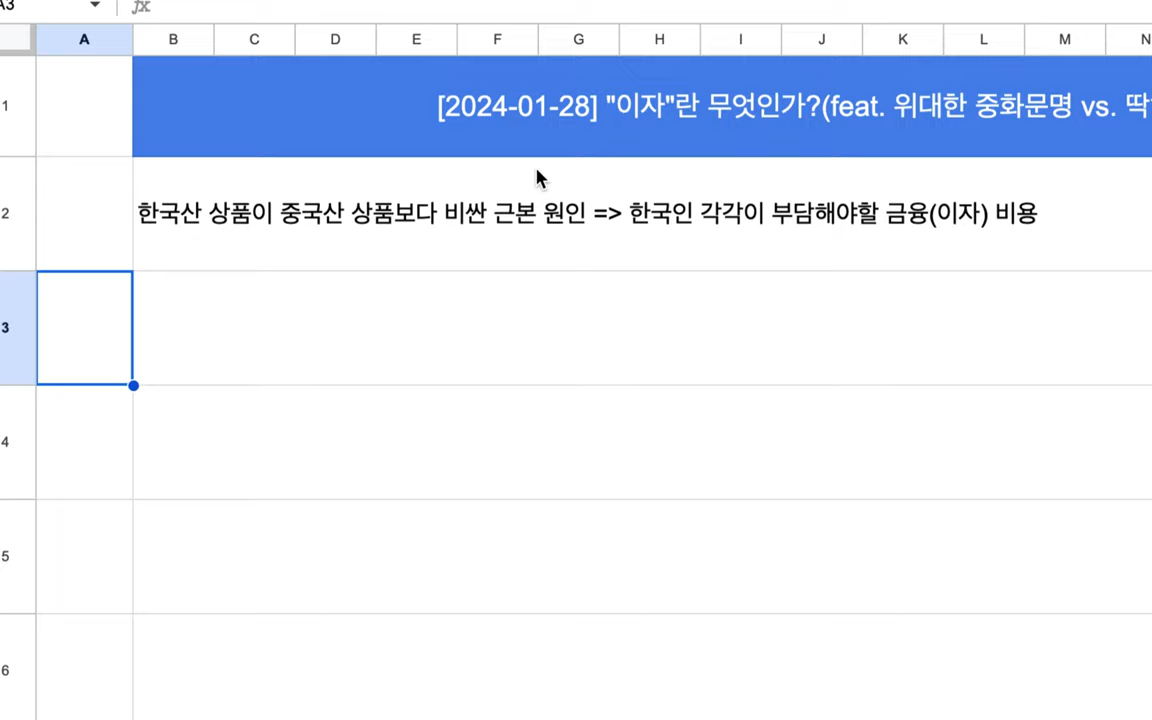 A3
fx
A B C D E F G H I J K L M N
1 [2024-01-28] "이자"란 무엇인가?(feat. 위대한 중화문명 vs. 딱
2 한국산 상품이 중국산 상품보다 비싼 근본 원인 => 한국인 각각이 부담해야할 금융(이자) 비용
3
4
5
6